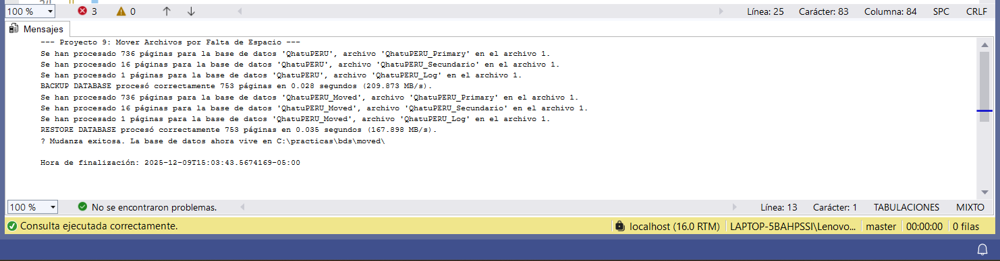 100 %
3
0
Línea: 25
Carácter: 83
Columna: 84
SPC
CRLF
Mensajes
--- Proyecto 9: Mover Archivos por Falta de Espacio ---
Se han procesado 736 páginas para la base de datos 'QhatuPERU', archivo 'QhatuPERU_Primary' en el archivo 1.
Se han procesado 16 páginas para la base de datos 'QhatuPERU', archivo 'QhatuPERU_Secundario' en el archivo 1.
Se han procesado 1 páginas para la base de datos 'QhatuPERU', archivo 'QhatuPERU_Log' en el archivo 1.
BACKUP DATABASE procesó correctamente 753 páginas en 0.028 segundos (209.873 MB/s).
Se han procesado 736 páginas para la base de datos 'QhatuPERU_Moved', archivo 'QhatuPERU_Primary' en el archivo 1.
Se han procesado 16 páginas para la base de datos 'QhatuPERU_Moved', archivo 'QhatuPERU_Secundario' en el archivo 1.
Se han procesado 1 páginas para la base de datos 'QhatuPERU_Moved', archivo 'QhatuPERU_Log' en el archivo 1.
RESTORE DATABASE procesó correctamente 753 páginas en 0.035 segundos (167.898 MB/s).
? Mudanza exitosa. La base de datos ahora vive en C:\practicas\bds\moved\
Hora de finalización: 2025-12-09T15:03:43.5674169-05:00
100 %
No se encontraron problemas.
Línea: 13
Carácter: 1
TABULACIONES
MIXTO
Consulta ejecutada correctamente.
localhost (16.0 RTM)
LAPTOP-5BAHPSSI\Lenovo...
master
00:00:00
0 filas